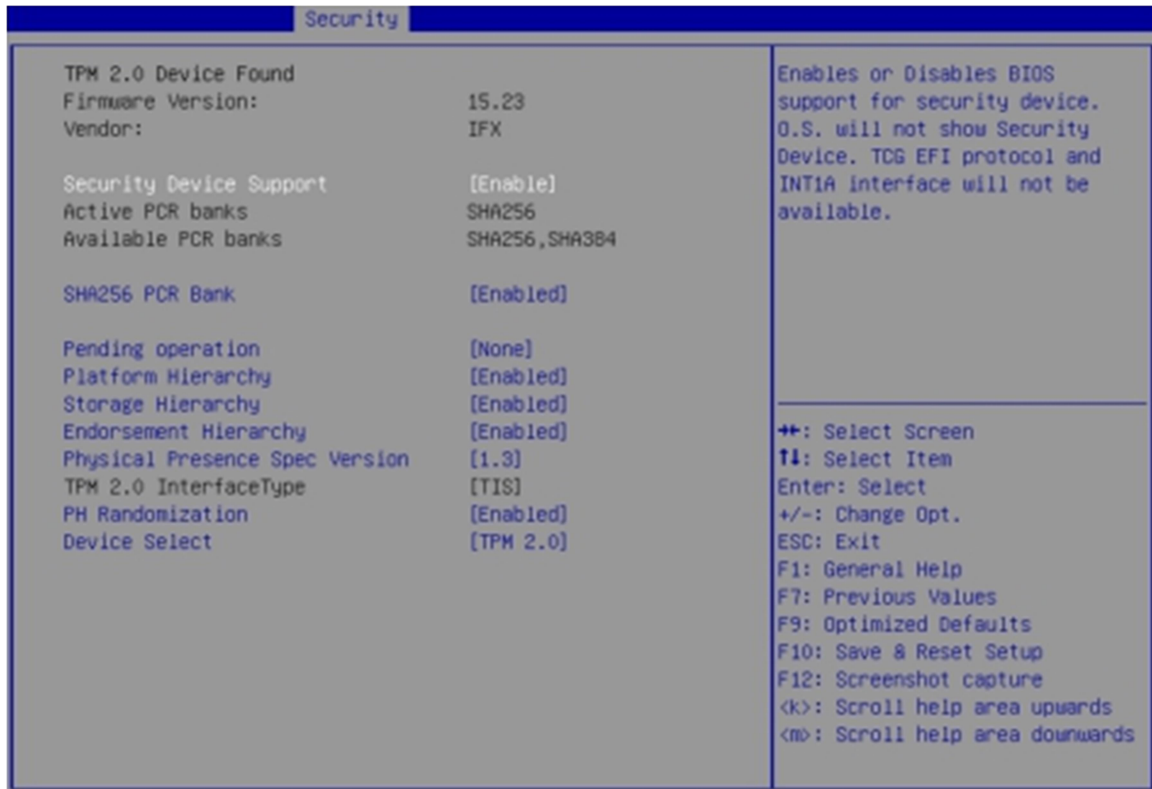 Security
TPM 2.0 Device Found
Firmware Version: 15.23
Vendor: IFX
Security Device Support [Enable]
Active PCR banks SHA256
Available PCR banks SHA256,SHA384
SHA256 PCR Bank [Enabled]
Pending operation [None]
Platform Hierarchy [Enabled]
Storage Hierarchy [Enabled]
Endorsement Hierarchy [Enabled]
Physical Presence Spec Version [1.3]
TPM 2.0 InterfaceType [TIS]
PH Randomization [Enabled]
Device Select [TPM 2.0]
Enables or Disables BIOS
support for security device.
O.S. will not show Security
Device. TCG EFI protocol and
INT1A interface will not be
available.
→←: Select Screen
↑↓: Select Item
Enter: Select
+/-: Change Opt.
ESC: Exit
F1: General Help
F7: Previous Values
F9: Optimized Defaults
F10: Save & Reset Setup
F12: Screenshot capture
<k>: Scroll help area upwards
<m>: Scroll help area downwards